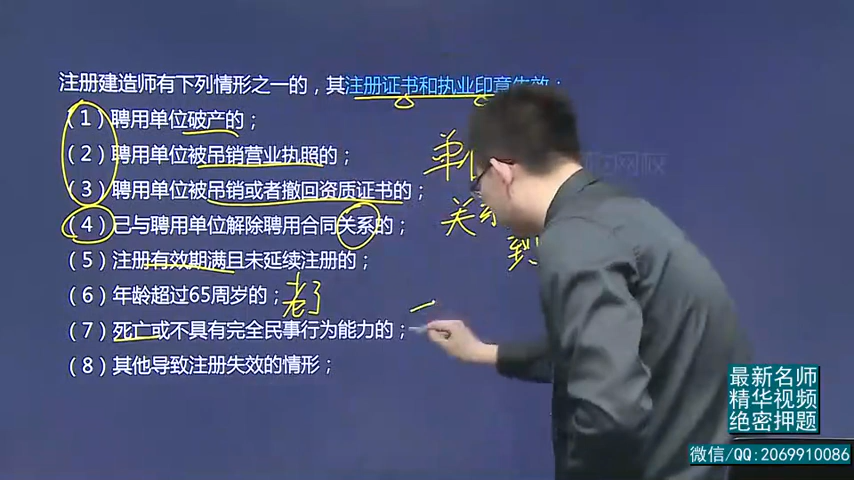 注册建造师有下列情形之一的，其注册证书和执业印章失效：
（1）聘用单位破产的；
（2）聘用单位被吊销营业执照的；
（3）聘用单位被吊销或者撤回资质证书的；
（4）已与聘用单位解除聘用合同关系的；
（5）注册有效期满且未延续注册的；
（6）年龄超过65周岁的；老了
（7）死亡或不具有完全民事行为能力的；
（8）其他导致注册失效的情形；
单
关系
到
网校
最新名师
精华视频
绝密押题
微信/QQ:2069910086